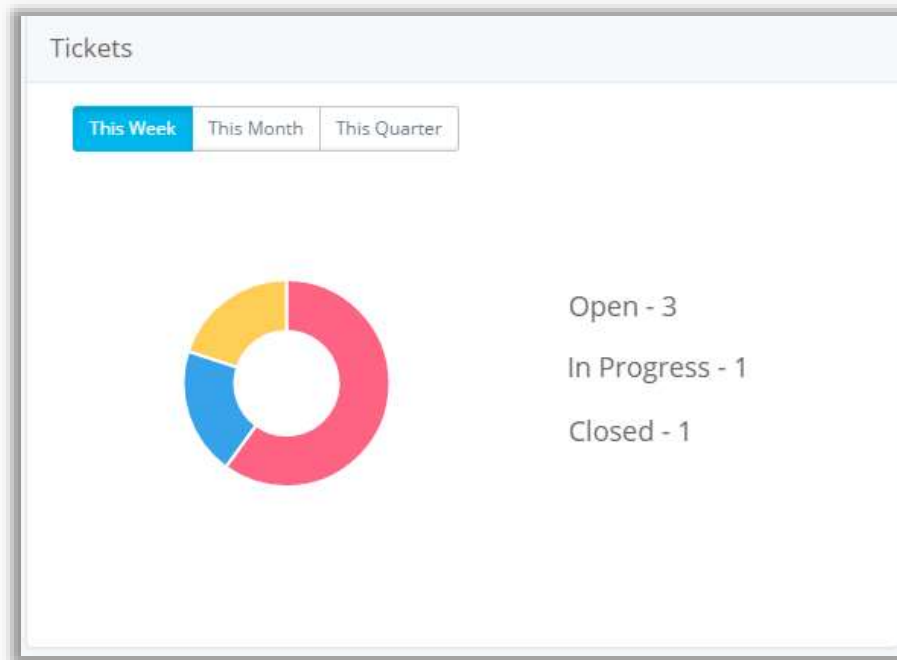 Tickets
This Week This Month This Quarter
Open - 3
In Progress - 1
Closed - 1